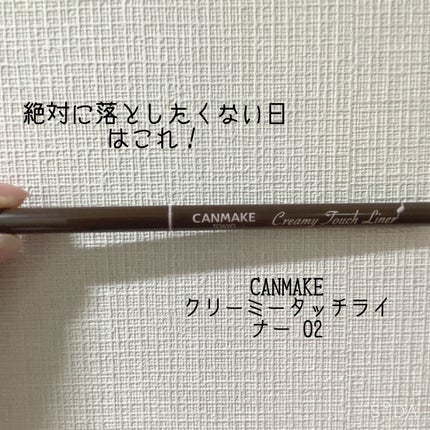 絶対に落としたくない日
はこれ！
CANMAKE
TOKYO
Creamy Touch Liner
CANMAKE
クリーミータッチライ
ナー 02